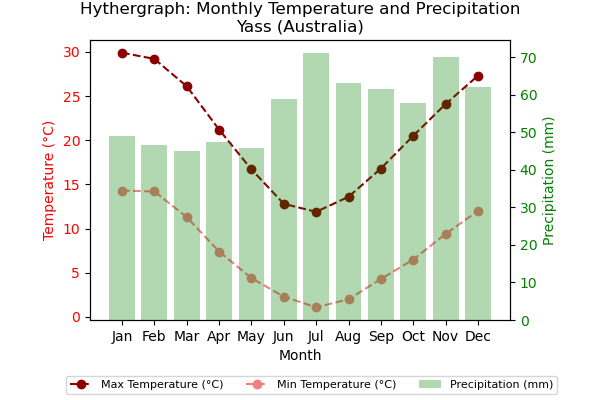 Hythergraph: Monthly Temperature and Precipitation
Yass (Australia)
30
25
20
15
10
5
0
Temperature (°C)
70
60
50
40
30
20
10
0
Precipitation (mm)
Jan Feb Mar Apr May Jun Jul Aug Sep Oct Nov Dec
Month
Max Temperature (°C) Min Temperature (°C) Precipitation (mm)